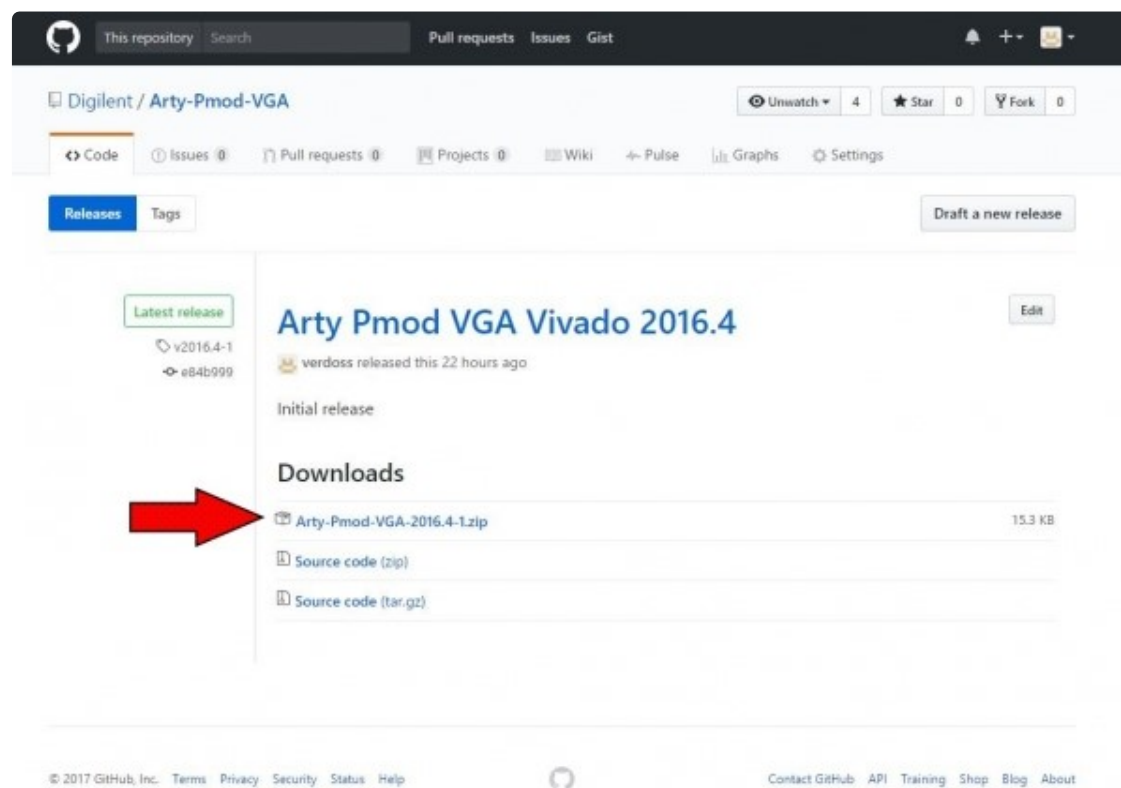 This repository Search Pull requests Issues Gist
Digilent / Arty-Pmod-VGA Unwatch 4 Star 0 Fork 0
Code Issues 0 Pull requests 0 Projects 0 Wiki Pulse Graphs Settings
Releases Tags Draft a new release
Latest release
v2016.4-1
e84b999
Arty Pmod VGA Vivado 2016.4 Edit
verdoss released this 22 hours ago
Initial release
Downloads
Arty-Pmod-VGA-2016.4-1.zip 15.3 KB
Source code (zip)
Source code (tar.gz)
© 2017 GitHub, Inc. Terms Privacy Security Status Help Contact GitHub API Training Shop Blog About